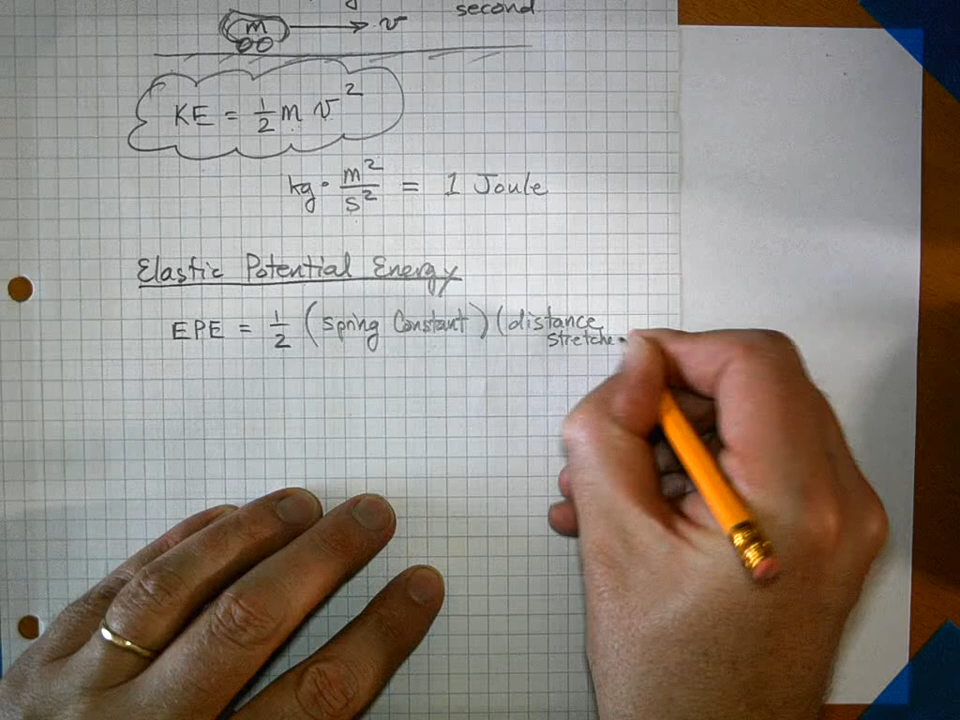 second
m → v
KE = 1/2 m v²
kg · m²/s² = 1 Joule
Elastic Potential Energy
EPE = 1/2 (spring Constant) (distance
stretche